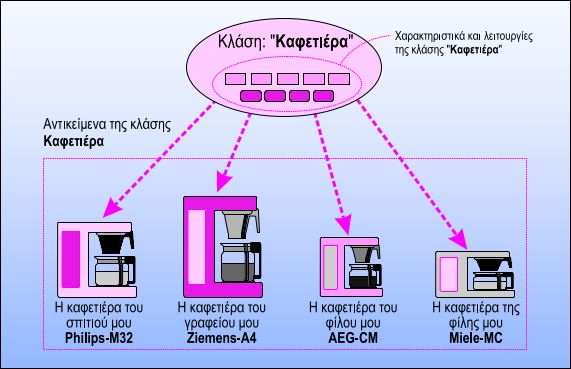 Κλάση: "Καφετιέρα"
Χαρακτηριστικά και λειτουργίες
της κλάσης "Καφετιέρα"
Αντικείμενα της κλάσης
Καφετιέρα
Η καφετιέρα του
σπιτιού μου
Philips-M32
Η καφετιέρα του
γραφείου μου
Ziemens-A4
Η καφετιέρα του
φίλου μου
AEG-CM
Η καφετιέρα της
φίλης μου
Miele-MC